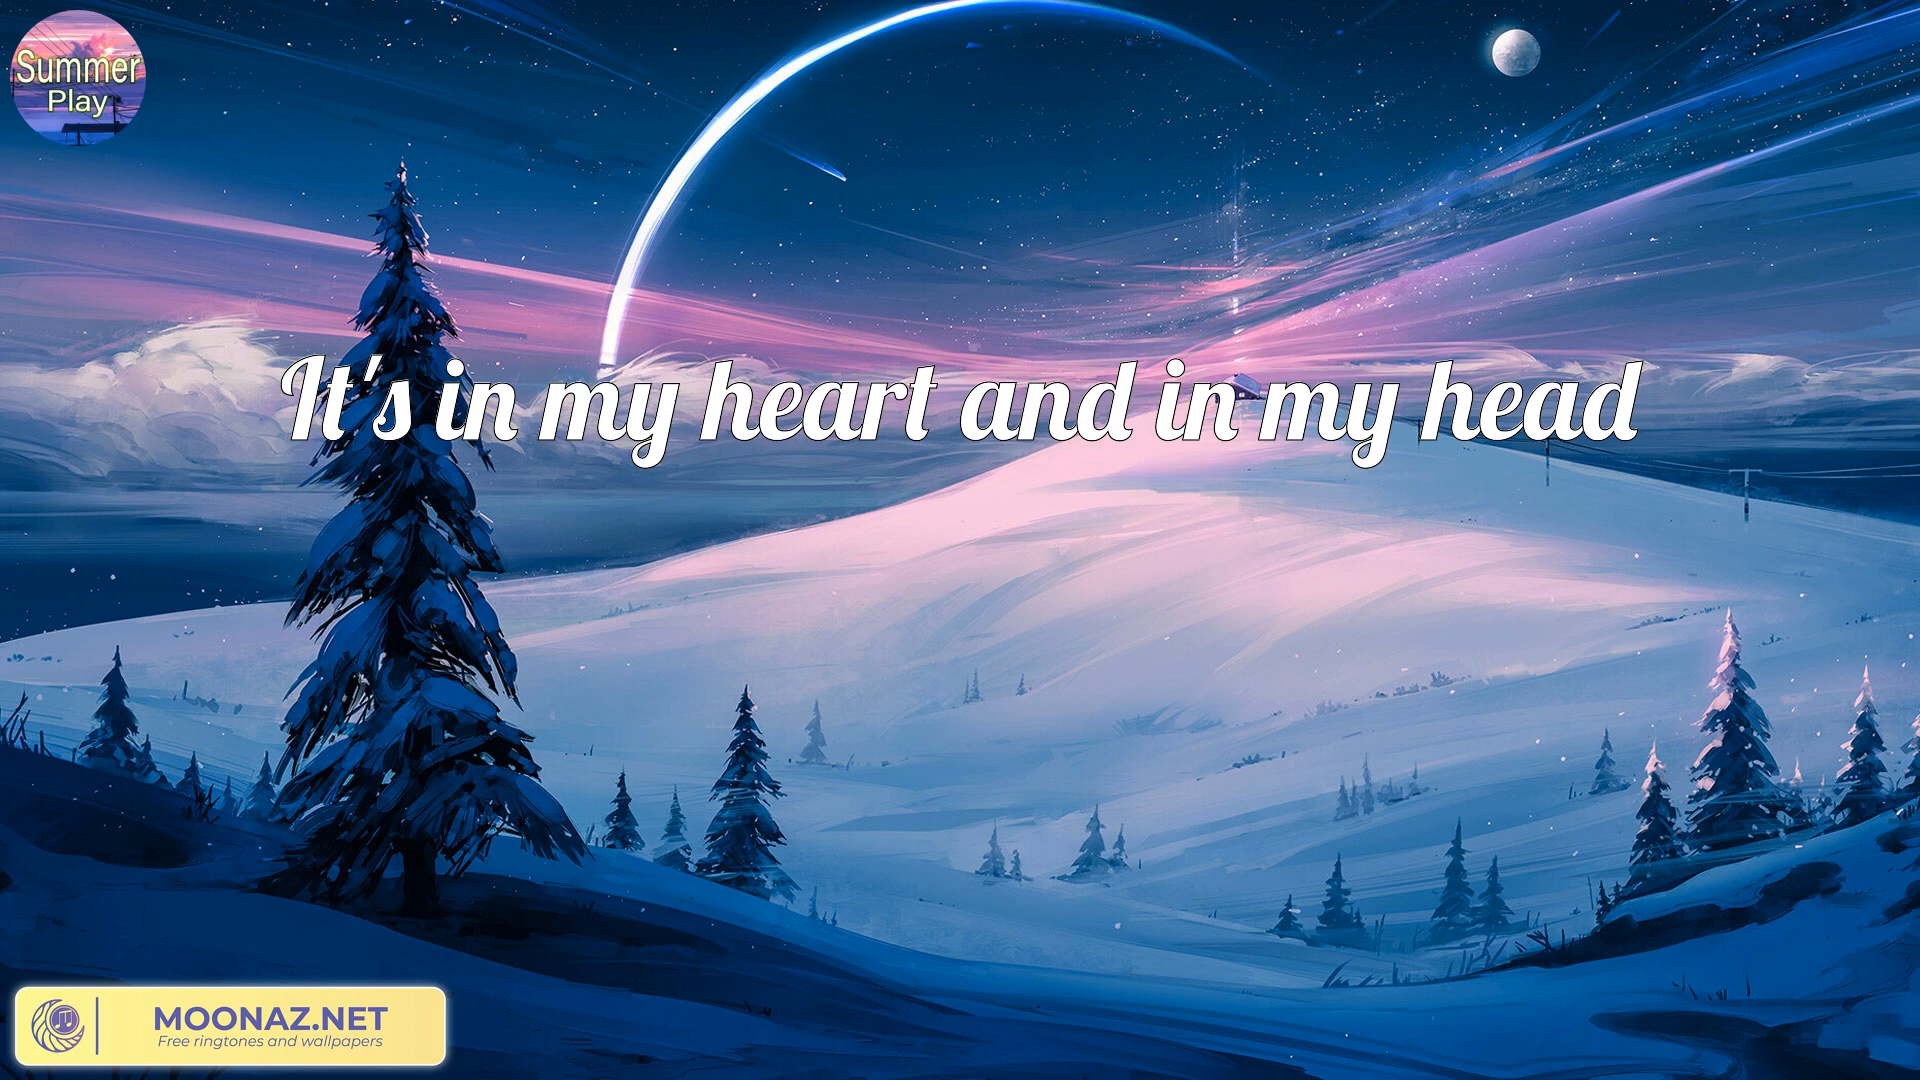 Summer
Play
It's in my heart and in my head
MOONAZ.NET
Free ringtones and wallpapers